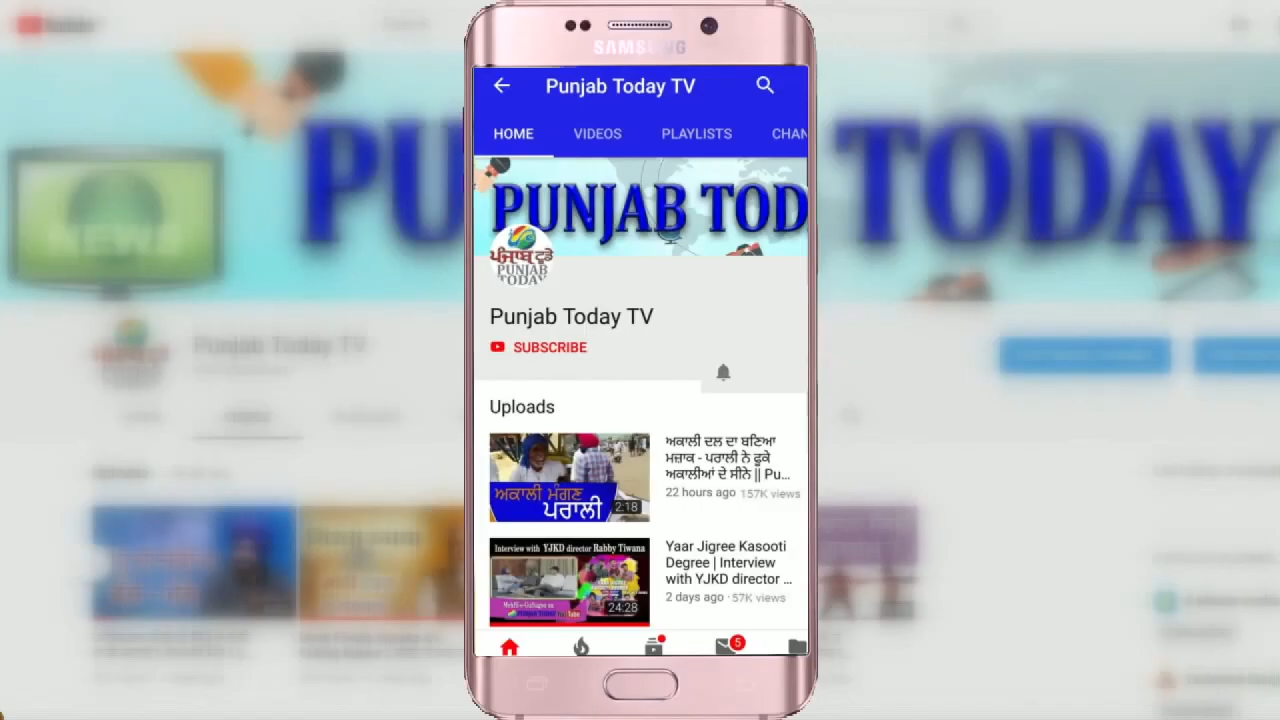 SAMSUNG
Punjab Today TV
HOME VIDEOS PLAYLISTS CHAN
PUNJAB TOD
ਪੰਜਾਬ ਟੂਡੇ
PUNJAB
TODAY
Punjab Today TV
SUBSCRIBE
Uploads
ਅਕਾਲੀ ਮੰਗਣ
ਪਰਾਲੀ
2:18
ਅਕਾਲੀ ਦਲ ਦਾ ਬਣਿਆ
ਮਜ਼ਾਕ - ਪਰਾਲੀ ਨੇ ਫੂਕੇ
ਅਕਾਲੀਆਂ ਦੇ ਸੀਨੇ || Pu...
22 hours ago 157K views
Interview with YJKD director Rabby Tiwana
24:28
Yaar Jigree Kasooti
Degree | Interview
with YJKD director ...
2 days ago · 57K views
5
PU
TODAY
NEWS
Punjab Today TV